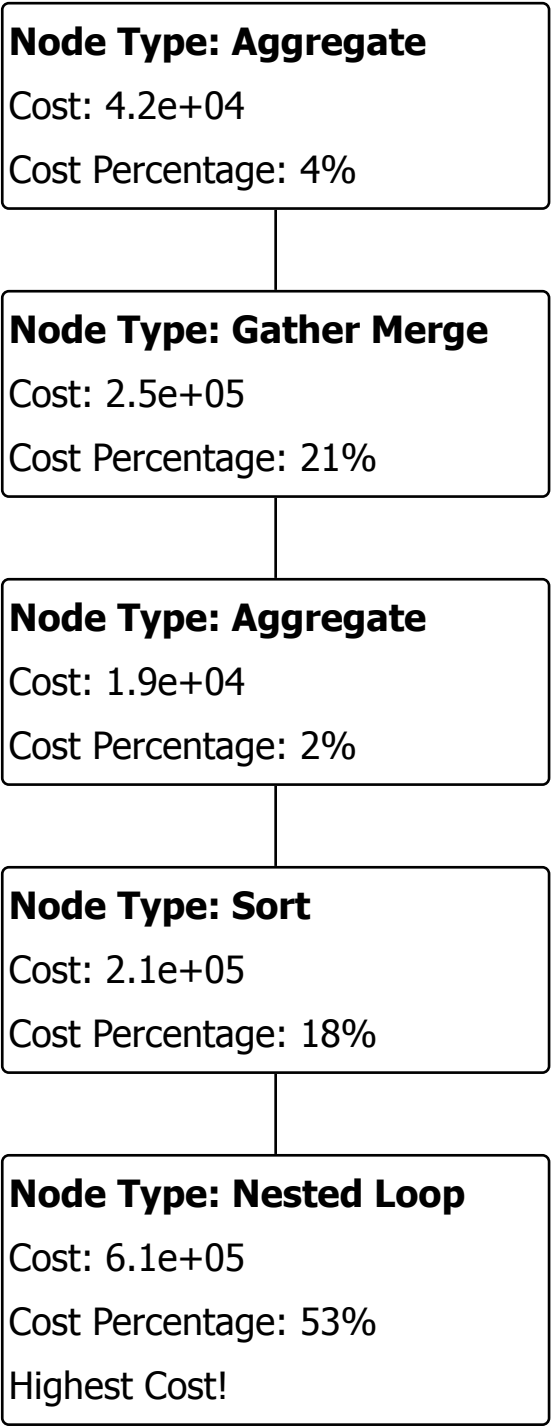 Node Type: Aggregate
Cost: 4.2e+04
Cost Percentage: 4%
Node Type: Gather Merge
Cost: 2.5e+05
Cost Percentage: 21%
Node Type: Aggregate
Cost: 1.9e+04
Cost Percentage: 2%
Node Type: Sort
Cost: 2.1e+05
Cost Percentage: 18%
Node Type: Nested Loop
Cost: 6.1e+05
Cost Percentage: 53%
Highest Cost!